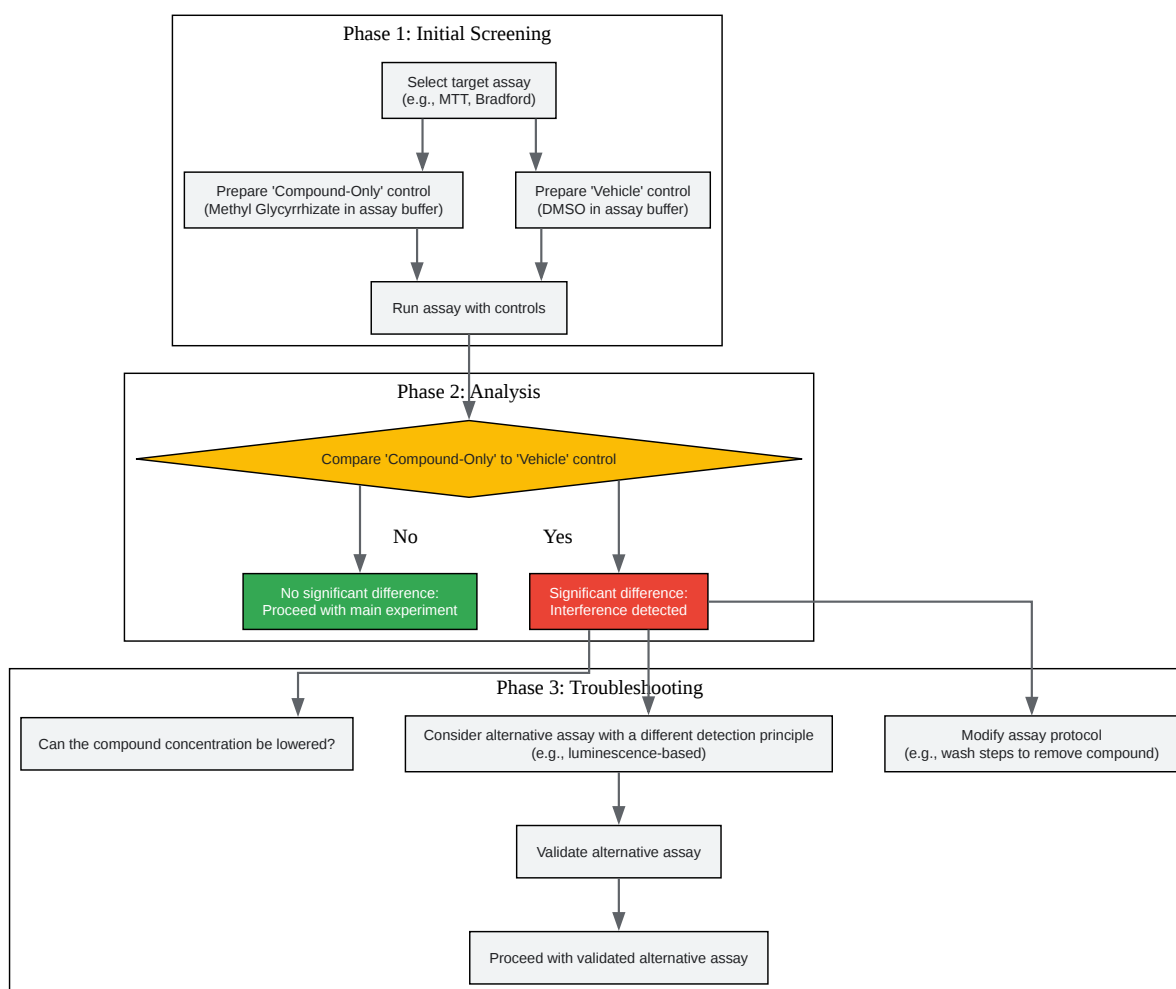 Phase 1: Initial Screening
Select target assay
(e.g., MTT, Bradford)
Prepare 'Compound-Only' control
(Methyl Glycyrrhizate in assay buffer)
Prepare 'Vehicle' control
(DMSO in assay buffer)
Run assay with controls
Phase 2: Analysis
Compare 'Compound-Only' to 'Vehicle' control
No
Yes
No significant difference:
Proceed with main experiment
Significant difference:
Interference detected
Phase 3: Troubleshooting
Can the compound concentration be lowered?
Consider alternative assay with a different detection principle
(e.g., luminescence-based)
Modify assay protocol
(e.g., wash steps to remove compound)
Validate alternative assay
Proceed with validated alternative assay